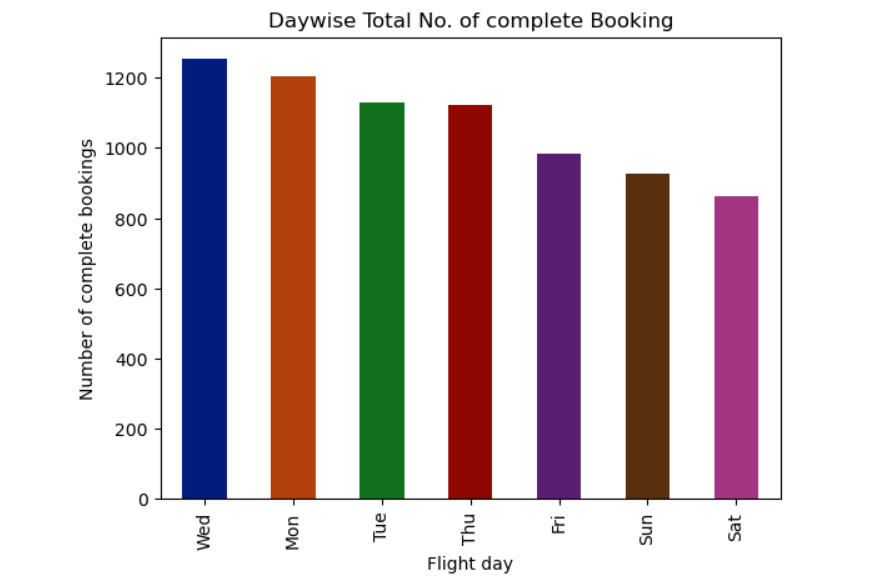 Daywise Total No. of complete Booking
Number of complete bookings
1200
1000
800
600
400
200
0
Wed
Mon
Tue
Thu
Fri
Sun
Sat
Flight day